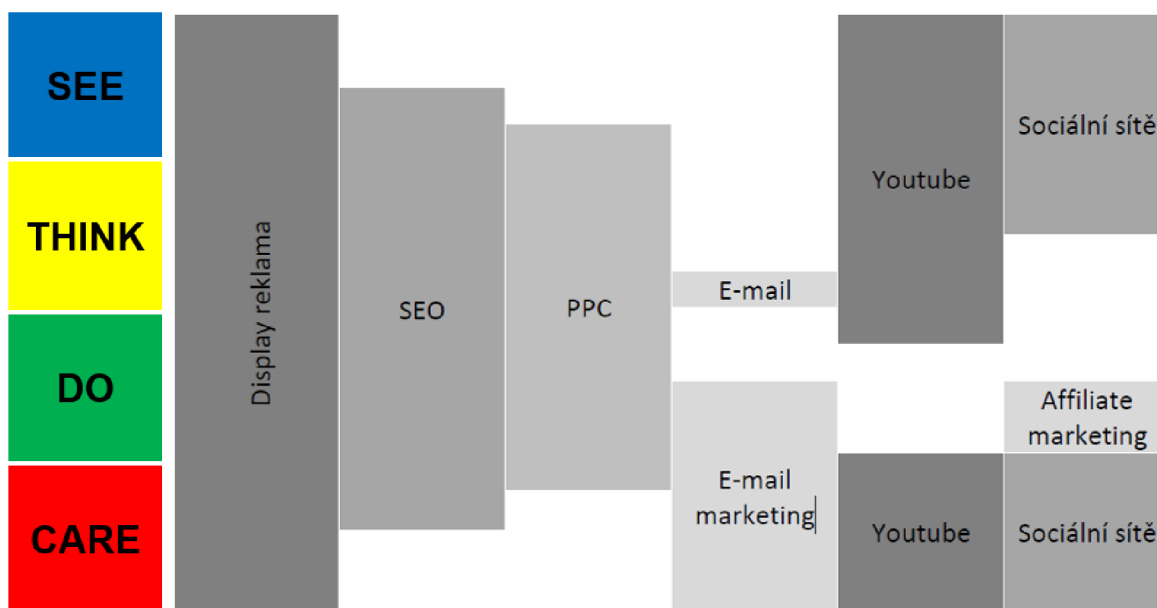 SEE
THINK
DO
CARE
Display reklama
SEO
PPC
E-mail
E-mail
marketing
Youtube
Youtube
Sociální sítě
Affiliate
marketing
Sociální sítě